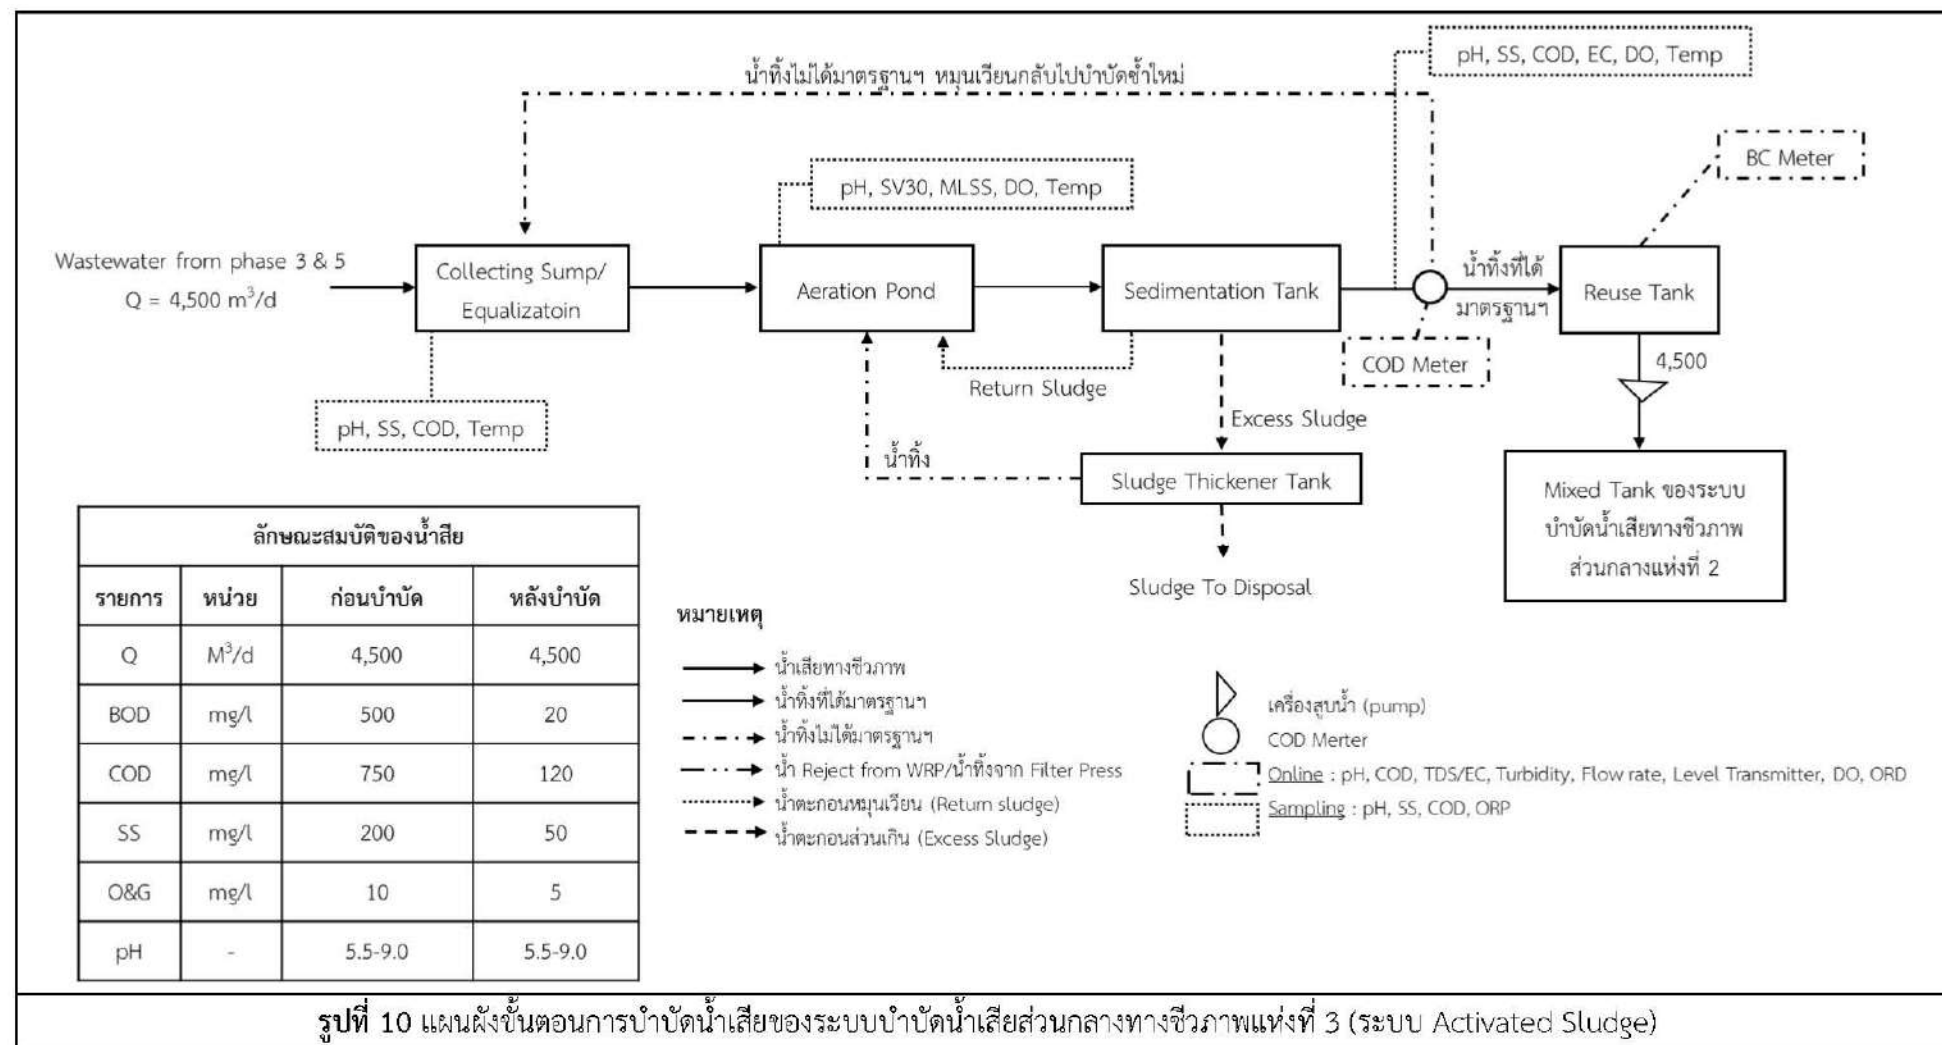 pH, SS, COD, EC, DO, Temp
น้ำทิ้งไม่ได้มาตรฐานฯ หมุนเวียนกลับไปบำบัดซ้ำใหม่
BC Meter
pH, SV30, MLSS, DO, Temp
Wastewater from phase 3 & 5
Q = 4,500 m³/d
Collecting Sump/
Equalizatoin
Aeration Pond
Sedimentation Tank
น้ำทิ้งที่ได้
มาตรฐานฯ
Reuse Tank
COD Meter
4,500
Return Sludge
pH, SS, COD, Temp
Excess Sludge
น้ำทิ้ง
Sludge Thickener Tank
Mixed Tank ของระบบ
บำบัดน้ำเสียทางชีวภาพ
ส่วนกลางแห่งที่ 2
Sludge To Disposal
ลักษณะสมบัติของน้ำสีย
รายการ หน่วย ก่อนบำบัด หลังบำบัด
Q M³/d 4,500 4,500
BOD mg/l 500 20
COD mg/l 750 120
SS mg/l 200 50
O&G mg/l 10 5
pH - 5.5-9.0 5.5-9.0
หมายเหตุ
น้ำเสียทางชีวภาพ
น้ำทิ้งที่ได้มาตรฐานฯ
น้ำทิ้งไม่ได้มาตรฐานฯ
น้ำ Reject from WRP/น้ำทิ้งจาก Filter Press
น้ำตะกอนหมุนเวียน (Return sludge)
น้ำตะกอนส่วนเกิน (Excess Sludge)
เครื่องสูบน้ำ (pump)
COD Merter
Online : pH, COD, TDS/EC, Turbidity, Flow rate, Level Transmitter, DO, ORD
Sampling : pH, SS, COD, ORP
รูปที่ 10 แผนผังขั้นตอนการบำบัดน้ำเสียของระบบบำบัดน้ำเสียส่วนกลางทางชีวภาพแห่งที่ 3 (ระบบ Activated Sludge)